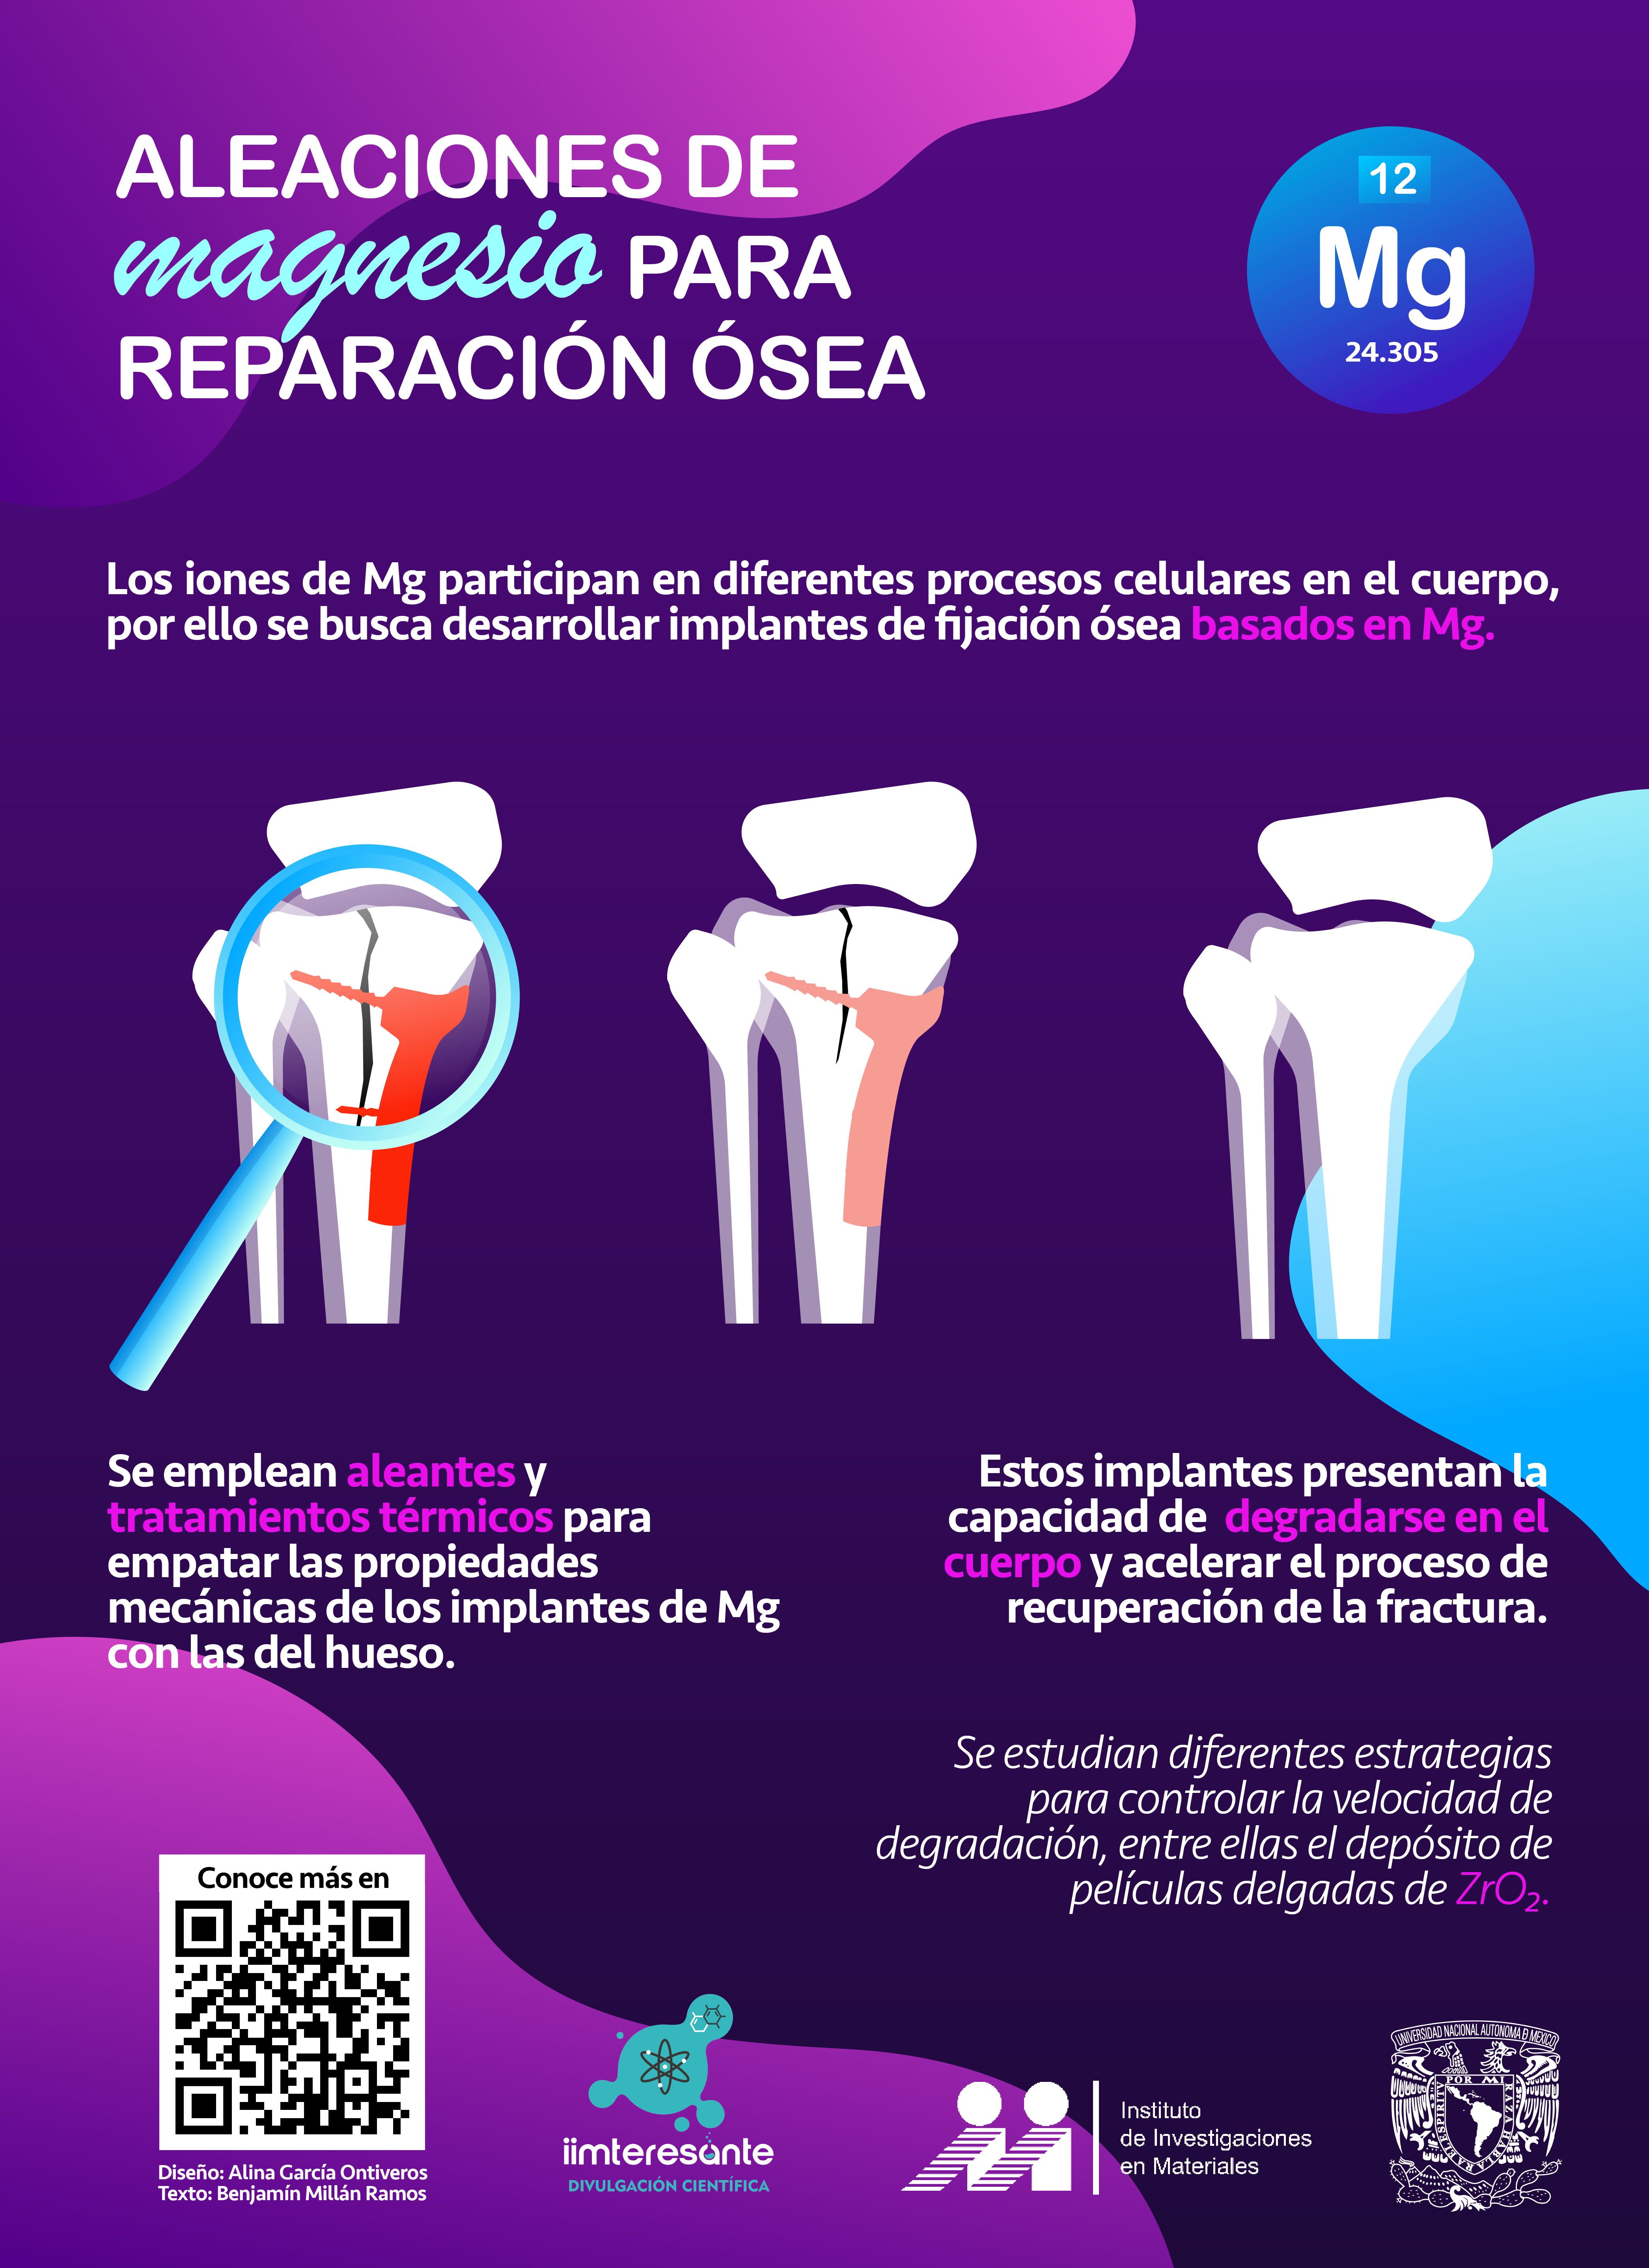 ALEACIONES DE
magnesio PARA
REPARACIÓN ÓSEA
12
Mg
24.305
Los iones de Mg participan en diferentes procesos celulares en el cuerpo,
por ello se busca desarrollar implantes de fijación ósea basados en Mg.
Se emplean aleantes y
tratamientos térmicos para
empatar las propiedades
mecánicas de los implantes de Mg
con las del hueso.
Estos implantes presentan la
capacidad de degradarse en el
cuerpo y acelerar el proceso de
recuperación de la fractura.
Se estudian diferentes estrategias
para controlar la velocidad de
degradación, entre ellas el depósito de
películas delgadas de ZrO₂.
Conoce más en
Diseño: Alina García Ontiveros
Texto: Benjamín Millán Ramos
iimteresante
DIVULGACIÓN CIENTÍFICA
Instituto
de Investigaciones
en Materiales
UNIVERSIDAD NACIONAL AUTONOMA DE MEXICO
POR MI RAZA HABLARA EL ESPIRITU